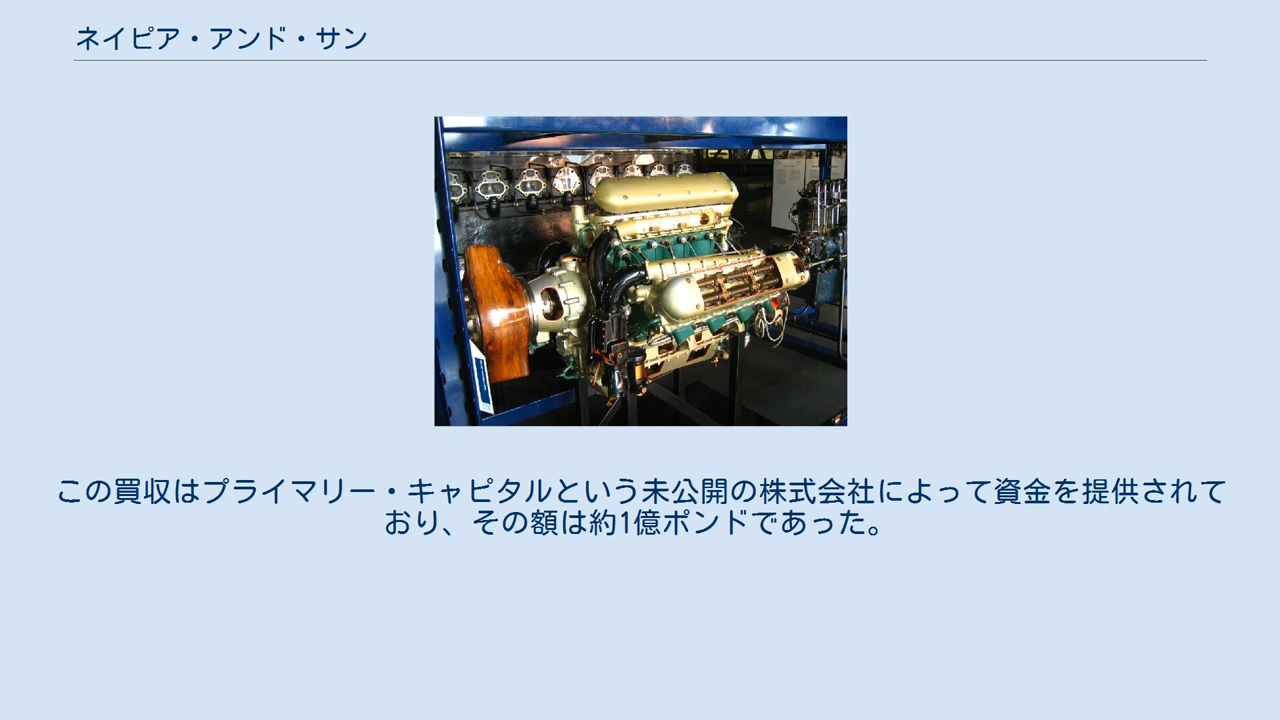 ネイピア・アンド・サン
この買収はプライマリー・キャピタルという未公開の株式会社によって資金を提供されて
おり、その額は約1億ポンドであった。